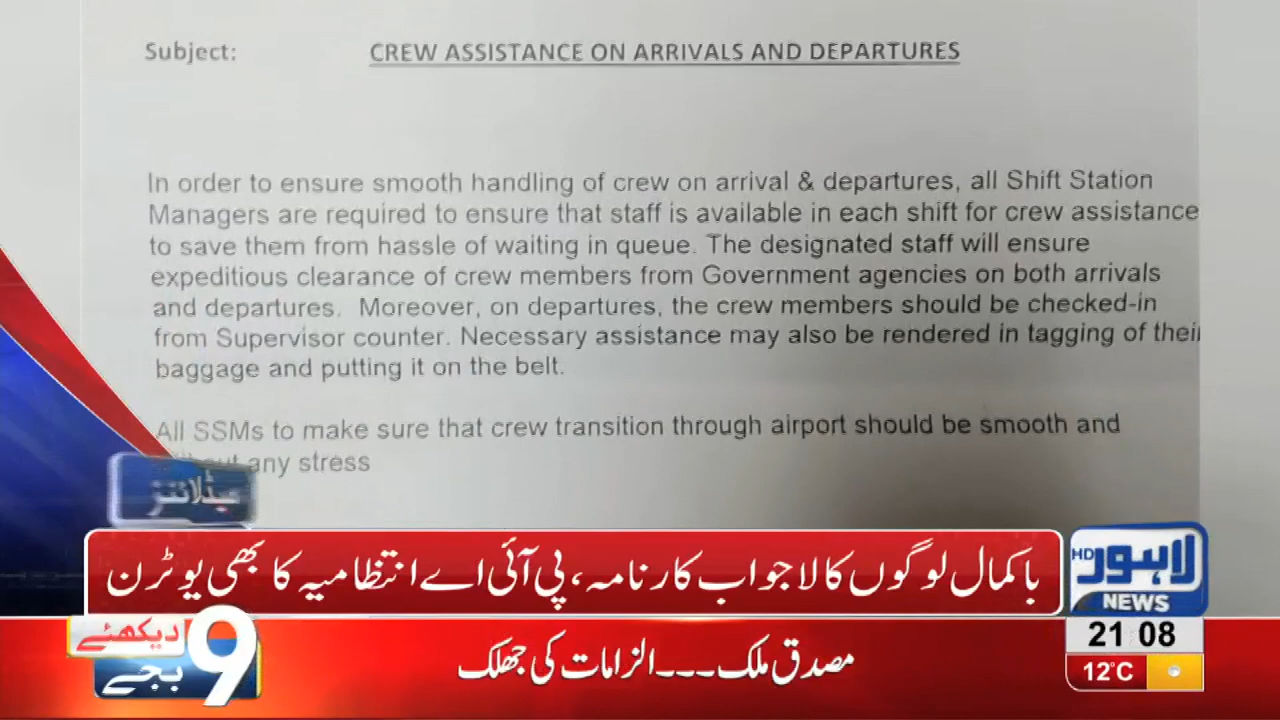 Subject: CREW ASSISTANCE ON ARRIVALS AND DEPARTURES
In order to ensure smooth handling of crew on arrival & departures, all Shift Station
Managers are required to ensure that staff is available in each shift for crew assistance
to save them from hassle of waiting in queue. The designated staff will ensure
expeditious clearance of crew members from Government agencies on both arrivals
and departures. Moreover, on departures, the crew members should be checked-in
from Supervisor counter. Necessary assistance may also be rendered in tagging of their
baggage and putting it on the belt.
All SSMs to make sure that crew transition through airport should be smooth and
any stress
ہیڈلائنز
باکمال لوگوں کا لاجواب کارنامہ، پی آئی اے انتظامیہ کا بھی یوٹرن
لاہور HD
NEWS
21 08
12°C
مصدق ملک۔۔۔الزامات کی جھلک
دیکھئے
9 بجے